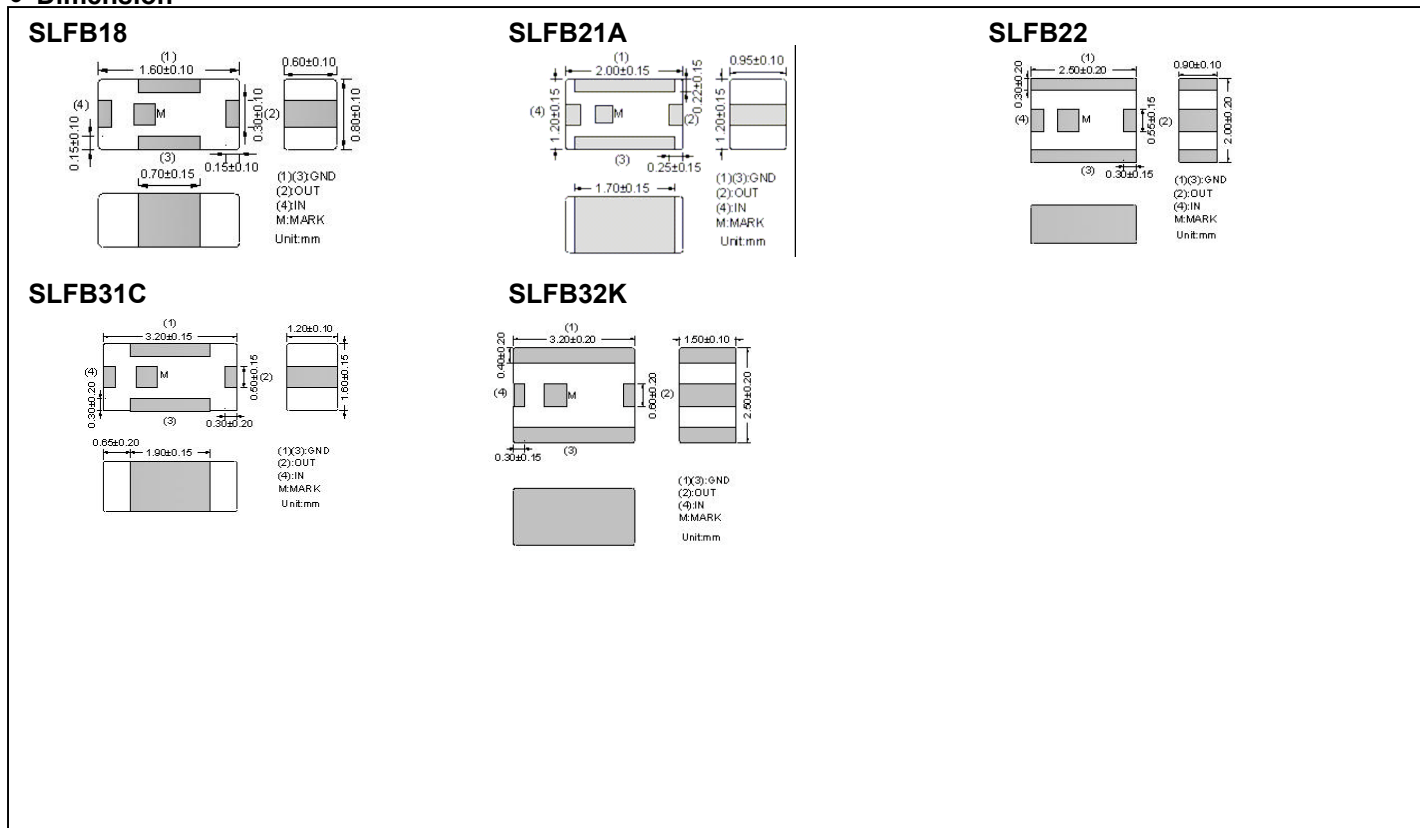 Dimension
SLFB18
(1)
1.60±0.10
0.60±0.10
(4)
M
0.30±0.10
(2)
0.80±0.10
0.15±0.10
(3)
0.15±0.10
0.70±0.15
(1)(3):GND
(2):OUT
(4):IN
M:MARK
Unit:mm
SLFB21A
(1)
2.00±0.15
0.22±0.15
0.95±0.10
(4)
1.20±0.15
M
(2)
1.20±0.15
(3)
0.25±0.15
1.70±0.15
(1)(3):GND
(2):OUT
(4):IN
M:MARK
Unit:mm
SLFB22
(1)
2.50±0.20
0.90±0.10
0.30±0.20
(4)
M
0.55±0.15
(2)
2.00±0.20
(3)
0.30±0.15
(1)(3):GND
(2):OUT
(4):IN
M:MARK
Unit:mm
SLFB31C
(1)
3.20±0.15
1.20±0.10
(4)
M
0.50±0.15
(2)
1.60±0.15
0.30±0.20
(3)
0.30±0.20
0.65±0.20
1.90±0.15
(1)(3):GND
(2):OUT
(4):IN
M:MARK
Unit:mm
SLFB32K
(1)
3.20±0.20
1.50±0.10
0.40±0.20
(4)
M
0.60±0.20
(2)
2.50±0.20
(3)
0.30±0.15
(1)(3):GND
(2):OUT
(4):IN
M:MARK
Unit:mm